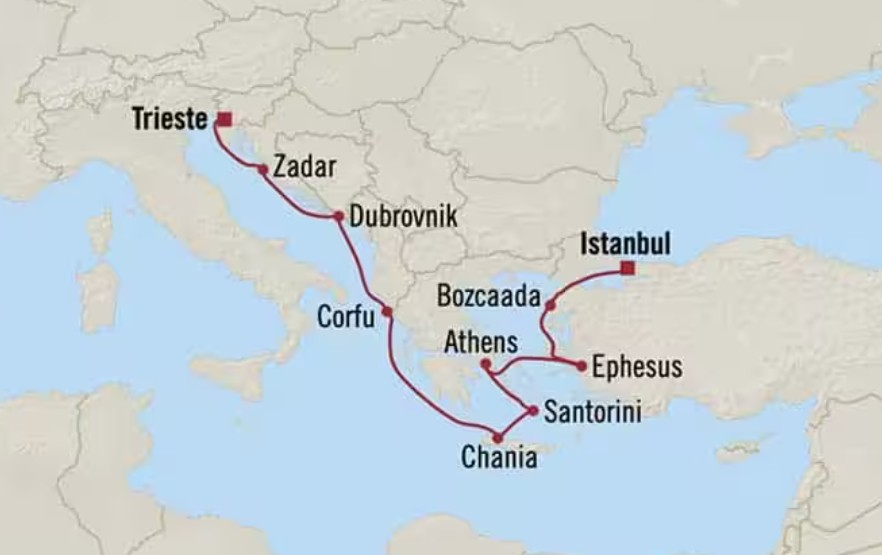 Trieste
Zadar
Dubrovnik
Istanbul
Bozcaada
Corfu
Athens
Ephesus
Santorini
Chania